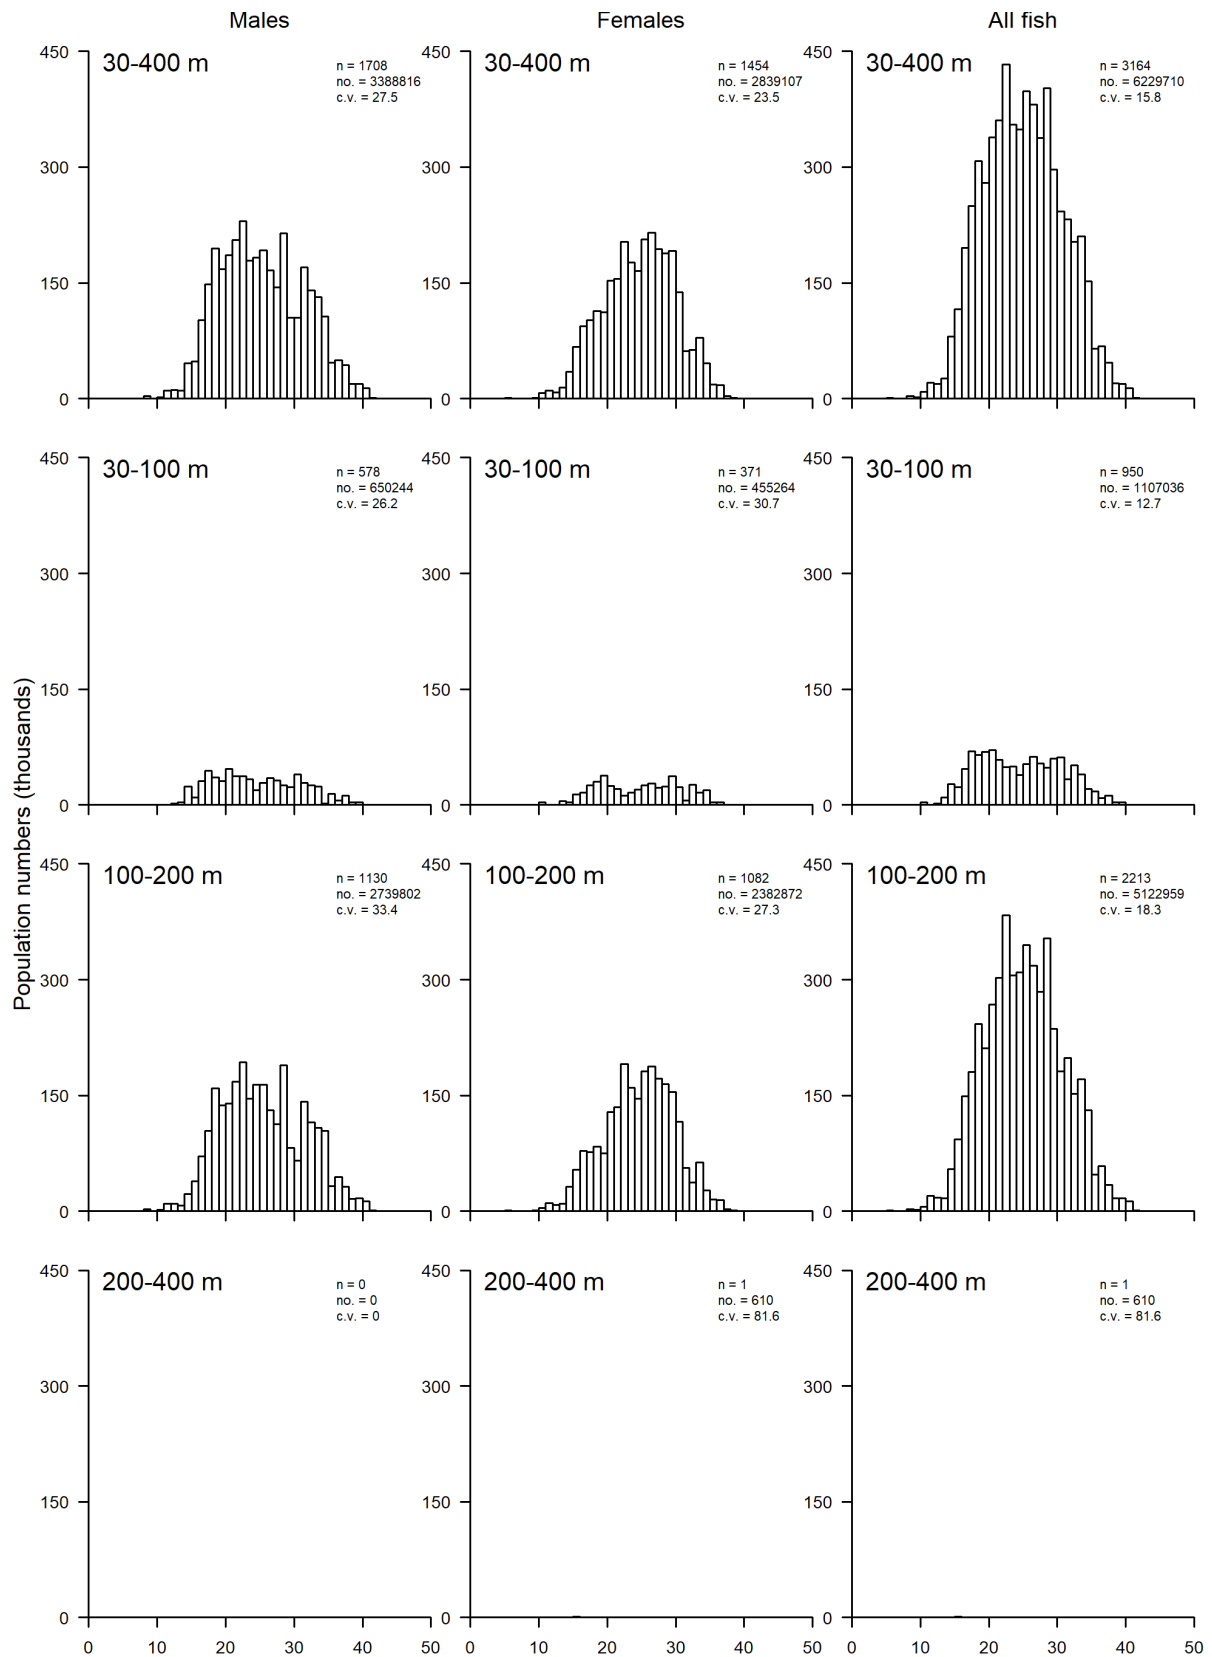 Males Females All fish
Population numbers (thousands)
450 30-400 m n = 1708 450 30-400 m n = 1454 450 30-400 m n = 3164
no. = 3388816 no. = 2839107 no. = 6229710
c.v. = 27.5 c.v. = 23.5 c.v. = 15.8
300 300 300
150 150 150
0 0 0
450 30-100 m n = 578 450 30-100 m n = 371 450 30-100 m n = 950
no. = 650244 no. = 455264 no. = 1107036
c.v. = 26.2 c.v. = 30.7 c.v. = 12.7
300 300 300
150 150 150
0 0 0
450 100-200 m n = 1130 450 100-200 m n = 1082 450 100-200 m n = 2213
no. = 2739802 no. = 2382872 no. = 5122959
c.v. = 33.4 c.v. = 27.3 c.v. = 18.3
300 300 300
150 150 150
0 0 0
450 200-400 m n = 0 450 200-400 m n = 1 450 200-400 m n = 1
no. = 0 no. = 610 no. = 610
c.v. = 0 c.v. = 81.6 c.v. = 81.6
300 300 300
150 150 150
0 0 0
0 10 20 30 40 50 0 10 20 30 40 50 0 10 20 30 40 50